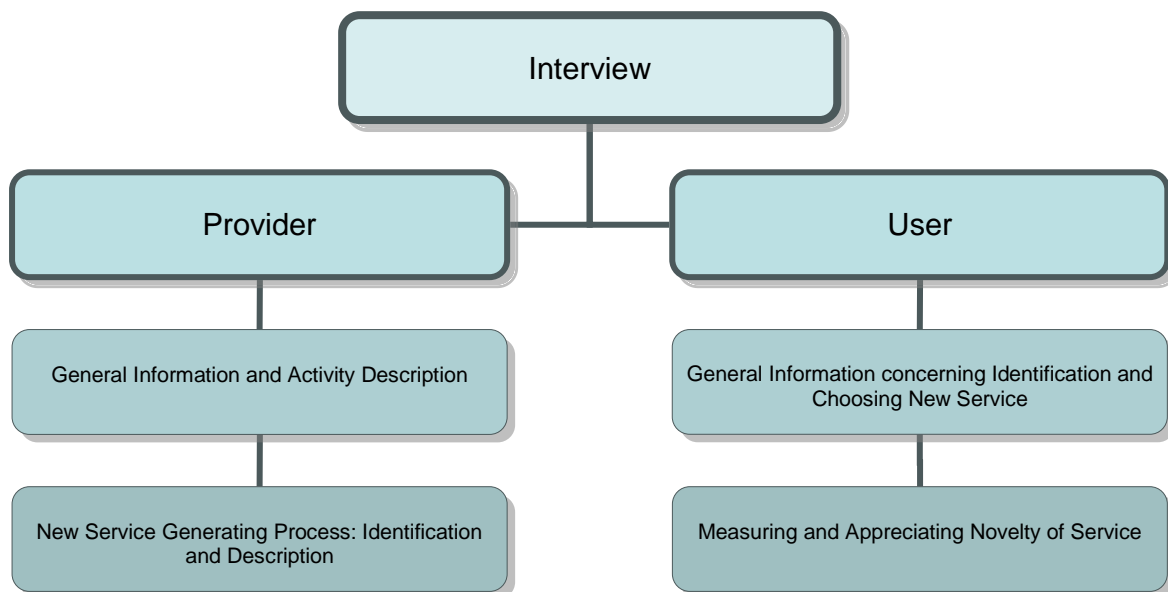 Interview
Provider
User
General Information and Activity Description
General Information concerning Identification and
Choosing New Service
New Service Generating Process: Identification
and Description
Measuring and Appreciating Novelty of Service